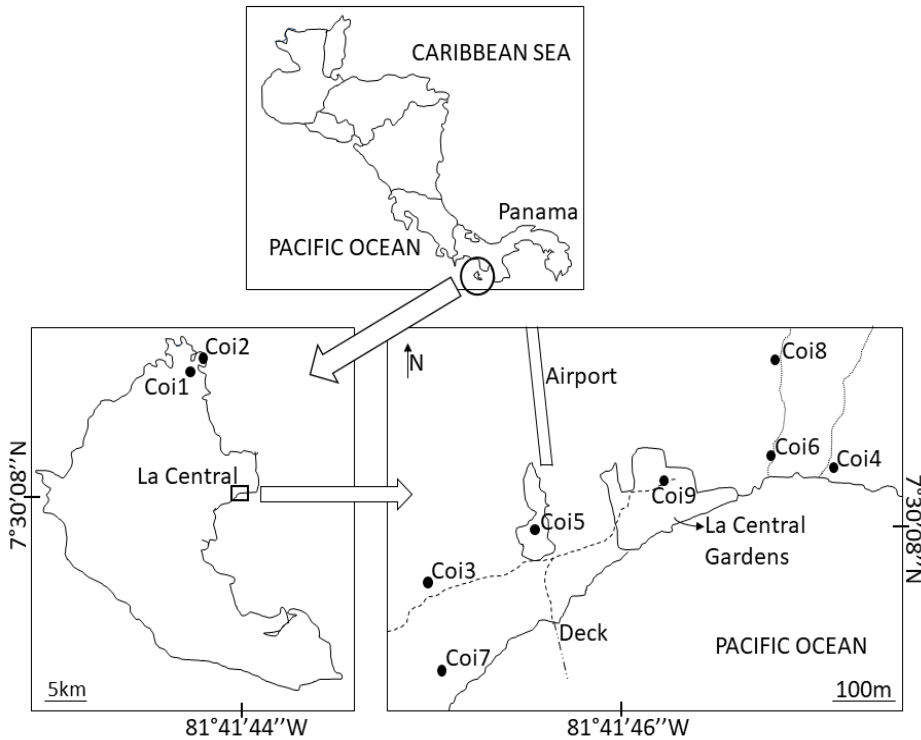 CARIBBEAN SEA
Panama
PACIFIC OCEAN
Coi2
Coi1
La Central
7°30'08''N
5km
81°41'44''W
N
Airport
Coi8
Coi6
Coi4
Coi9
Coi5
La Central
Gardens
Coi3
Deck
Coi7
PACIFIC OCEAN
100m
7°30'08''N
81°41'46''W